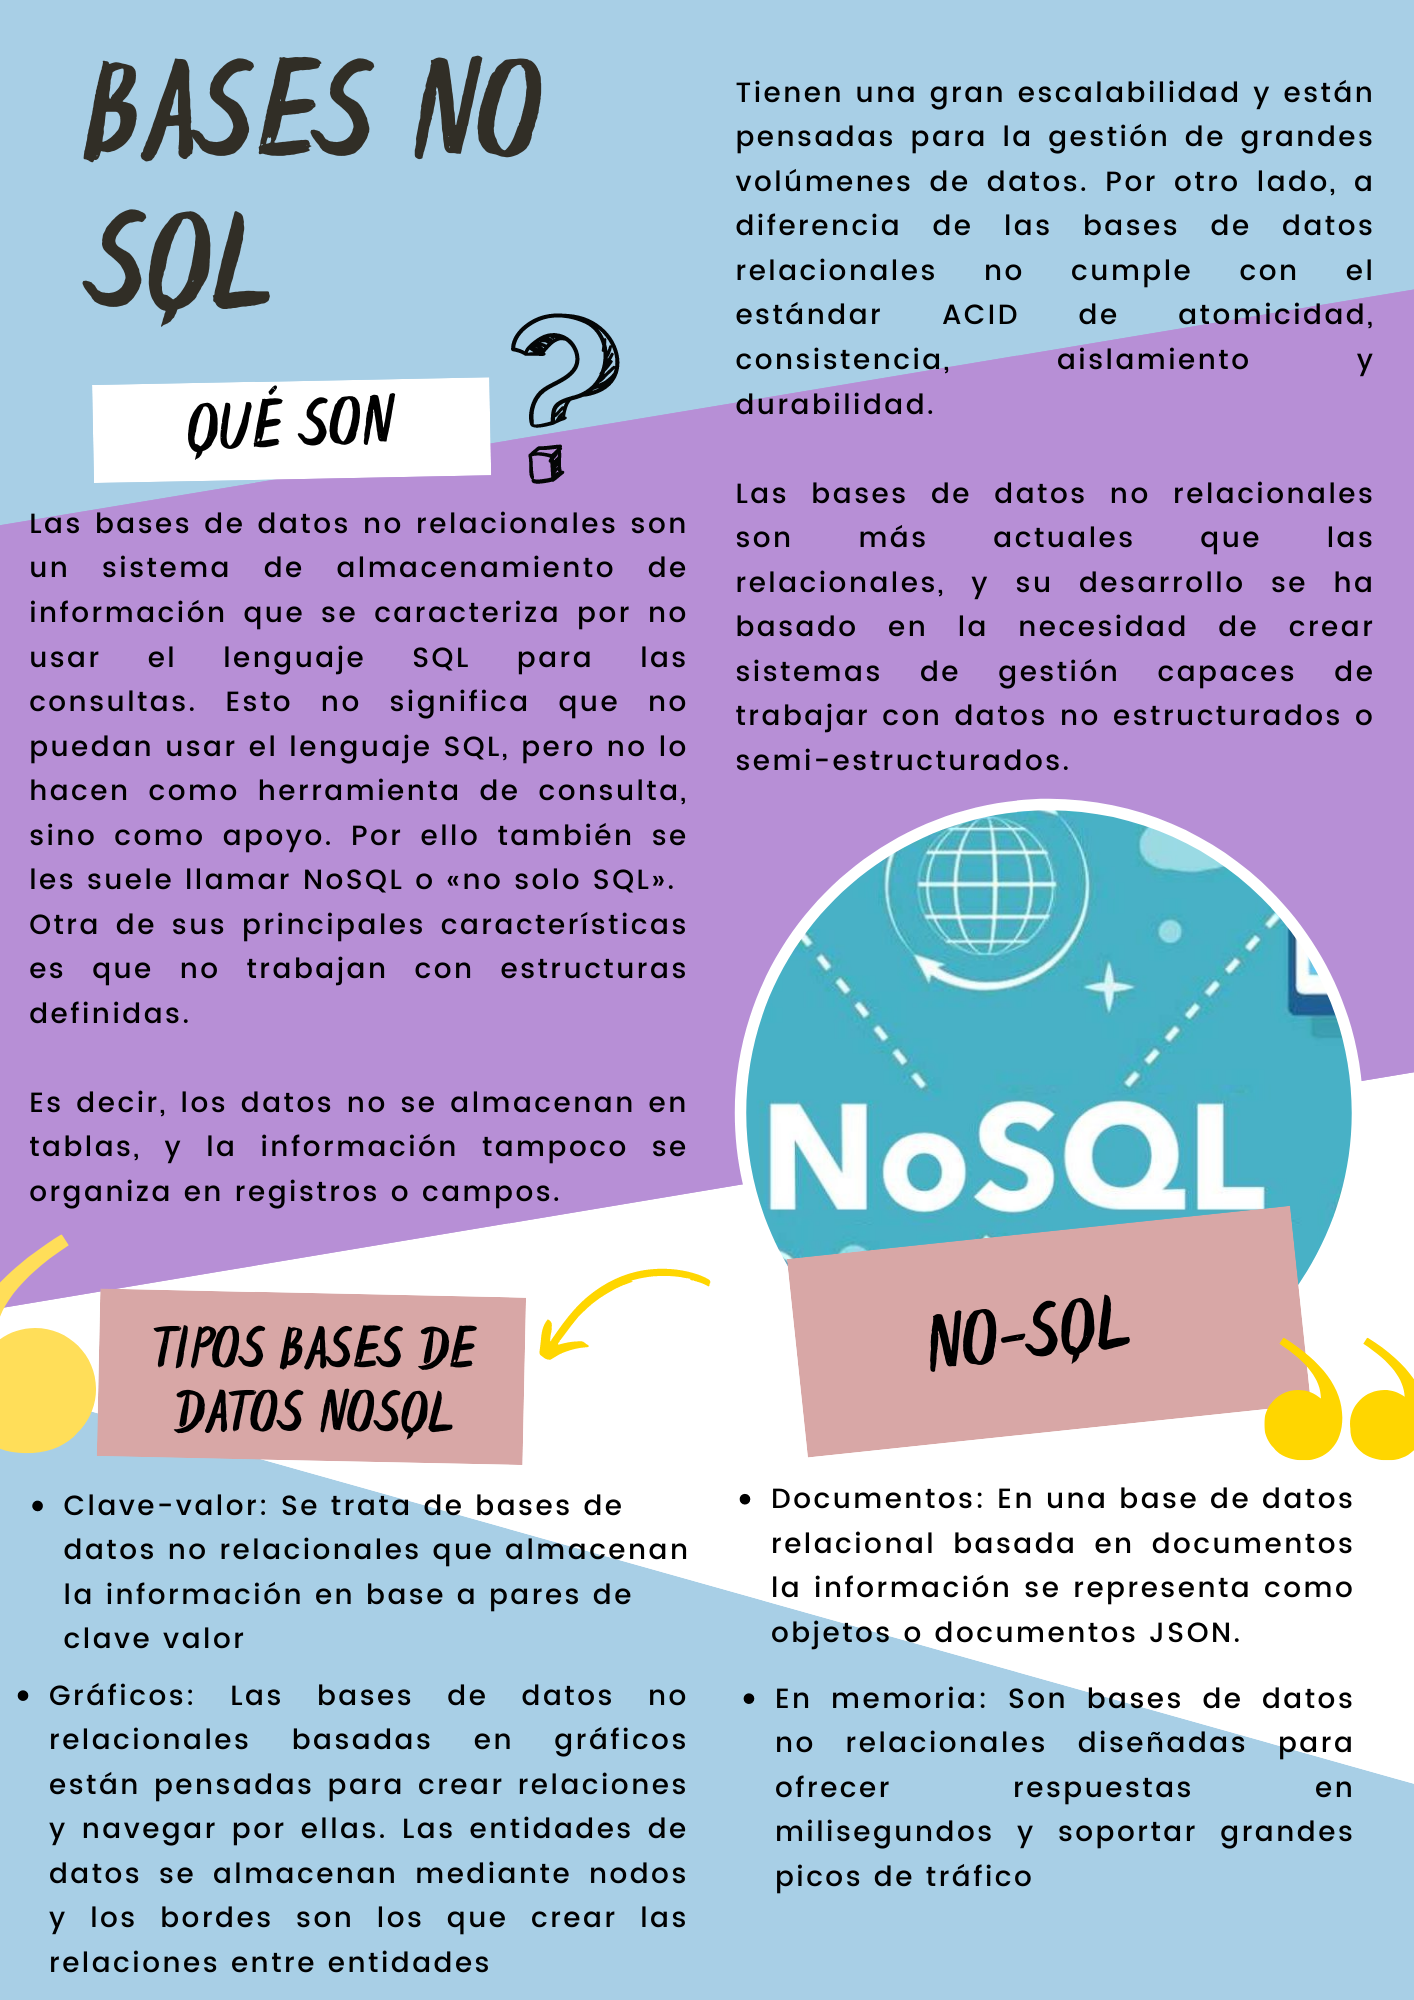 BASES NO
SQL
QUÉ SON
?
Las bases de datos no relacionales son
un sistema de almacenamiento de
información que se caracteriza por no
usar el lenguaje SQL para las
consultas. Esto no significa que no
puedan usar el lenguaje SQL, pero no lo
hacen como herramienta de consulta,
sino como apoyo. Por ello también se
les suele llamar NoSQL o «no solo SQL».
Otra de sus principales características
es que no trabajan con estructuras
definidas.
Es decir, los datos no se almacenan en
tablas, y la información tampoco se
organiza en registros o campos.
Tienen una gran escalabilidad y están
pensadas para la gestión de grandes
volúmenes de datos. Por otro lado, a
diferencia de las bases de datos
relacionales no cumple con el
estándar ACID de atomicidad,
consistencia, aislamiento y
durabilidad.
Las bases de datos no relacionales
son más actuales que las
relacionales, y su desarrollo se ha
basado en la necesidad de crear
sistemas de gestión capaces de
trabajar con datos no estructurados o
semi-estructurados.
NoSQL
NO-SQL
TIPOS BASES DE
DATOS NOSQL
• Clave-valor: Se trata de bases de
datos no relacionales que almacenan
la información en base a pares de
clave valor
• Gráficos: Las bases de datos no
relacionales basadas en gráficos
están pensadas para crear relaciones
y navegar por ellas. Las entidades de
datos se almacenan mediante nodos
y los bordes son los que crear las
relaciones entre entidades
• Documentos: En una base de datos
relacional basada en documentos
la información se representa como
objetos o documentos JSON.
• En memoria: Son bases de datos
no relacionales diseñadas para
ofrecer respuestas en
milisegundos y soportar grandes
picos de tráfico